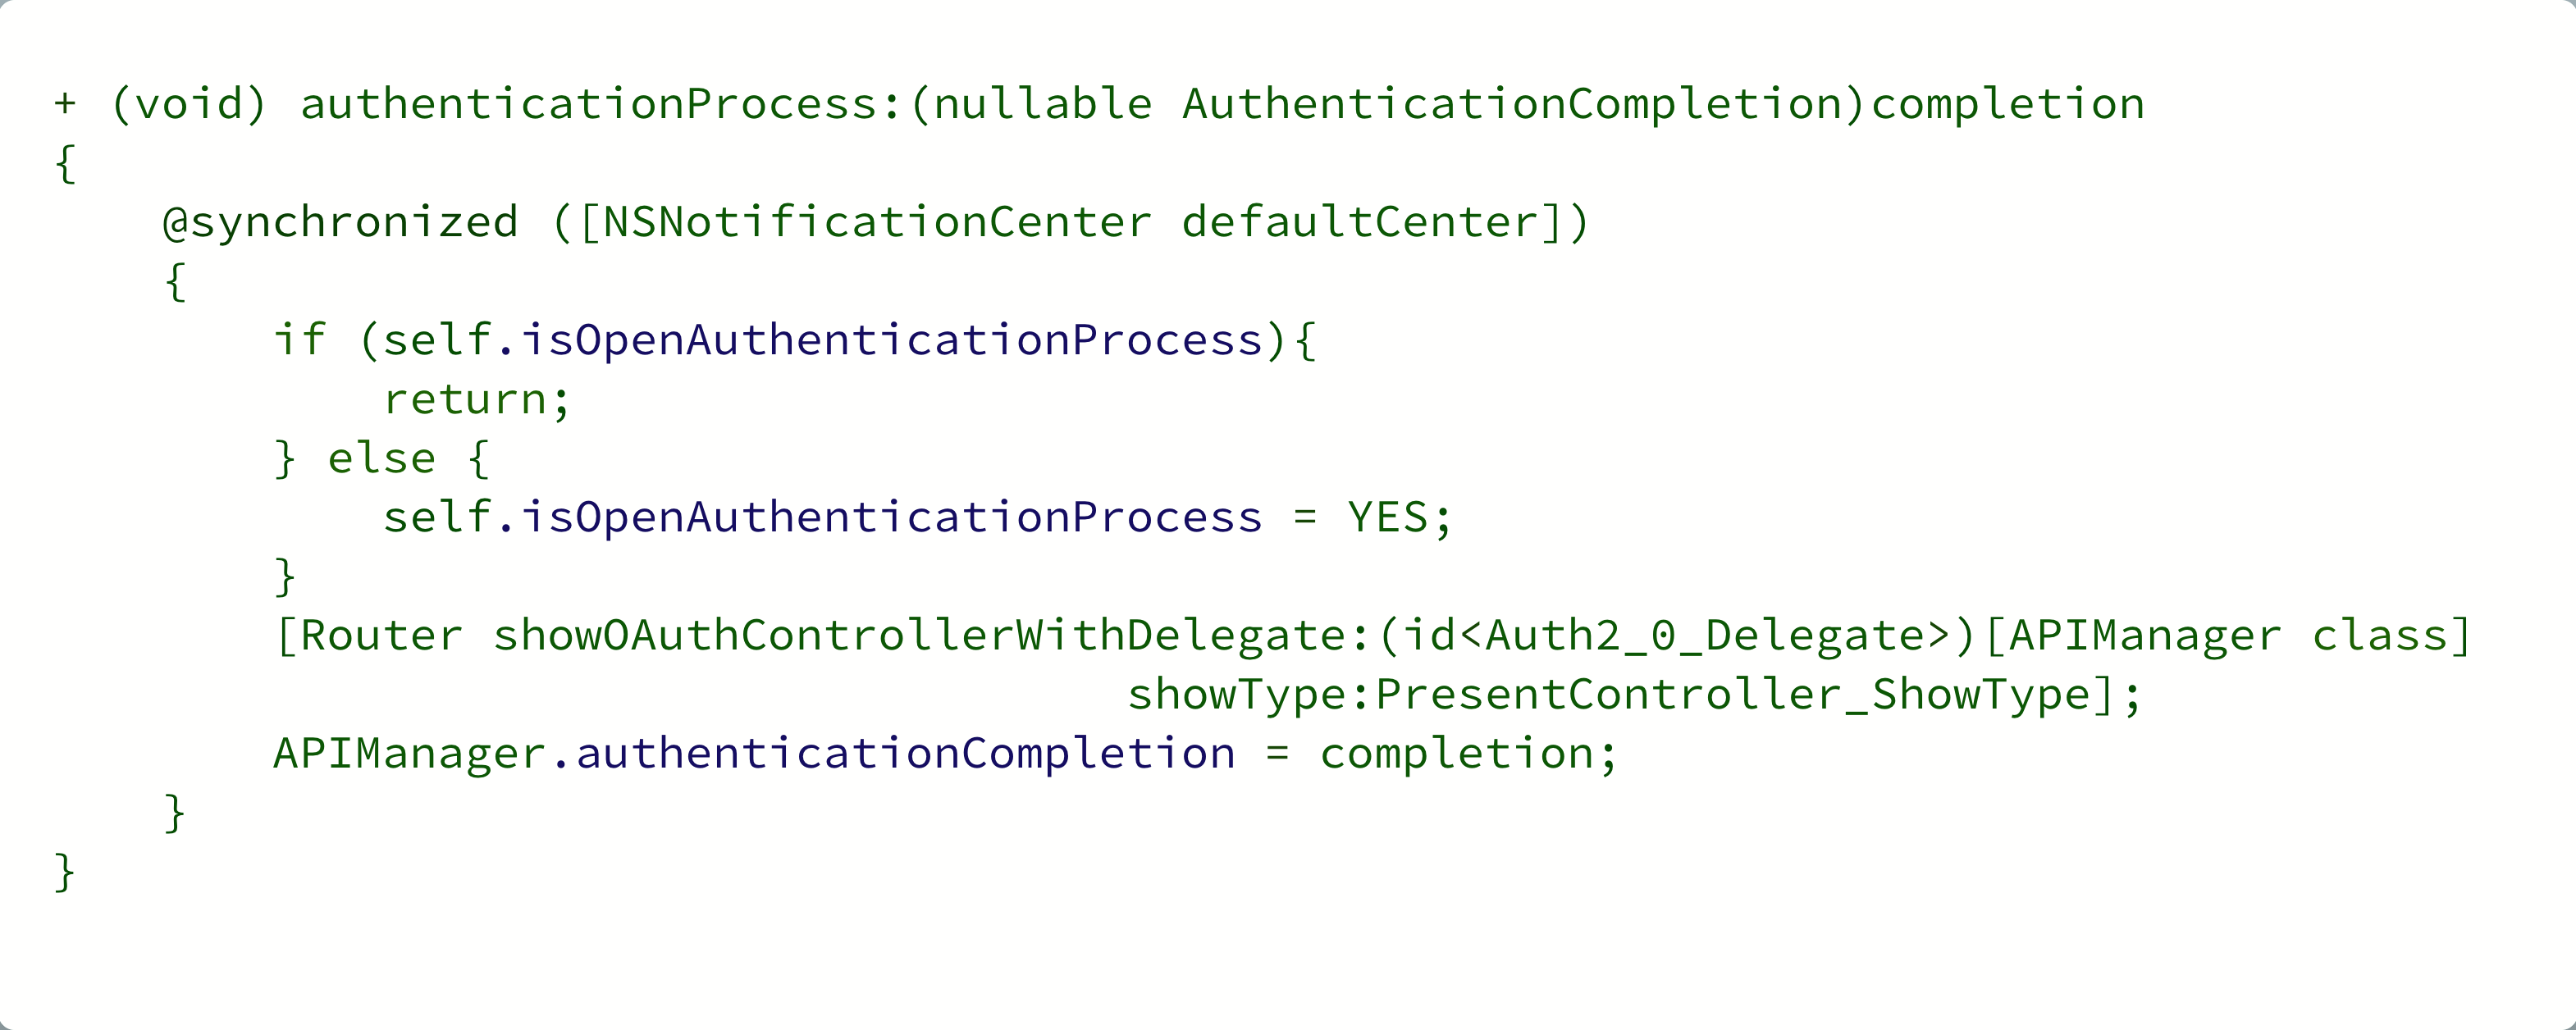 + (void) authenticationProcess:(nullable AuthenticationCompletion)completion
{
    @synchronized ([NSNotificationCenter defaultCenter])
    {
        if (self.isOpenAuthenticationProcess){
            return;
        } else {
            self.isOpenAuthenticationProcess = YES;
        }
        [Router showOAuthControllerWithDelegate:(id<Auth2_0_Delegate>)[APIManager class]
                                       showType:PresentController_ShowType];
        APIManager.authenticationCompletion = completion;
    }
}